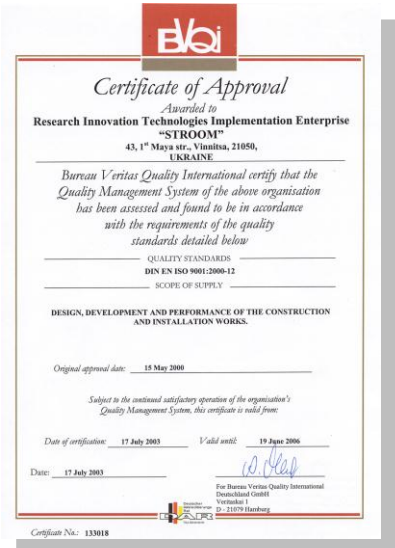 BVQi
Certificate of Approval
Awarded to
Research Innovation Technologies Implementation Enterprise
“STROOM”
43, 1st Maya str., Vinnitsa, 21050,
UKRAINE
Bureau Veritas Quality International certify that the
Quality Management System of the above organisation
has been assessed and found to be in accordance
with the requirements of the quality
standards detailed below
QUALITY STANDARDS
DIN EN ISO 9001:2000-12
SCOPE OF SUPPLY
DESIGN, DEVELOPMENT AND PERFORMANCE OF THE CONSTRUCTION
AND INSTALLATION WORKS.
Original approval date: 15 May 2000
Subject to the continued satisfactory operation of the organisation's
Quality Management System, this certificate is valid from:
Date of certification: 17 July 2003 Valid until: 19 June 2006
Date: 17 July 2003
For Bureau Veritas Quality International
Deutschland GmbH
Veritaskai 1
D - 21079 Hamburg
DAR
Certificate No.: 133018